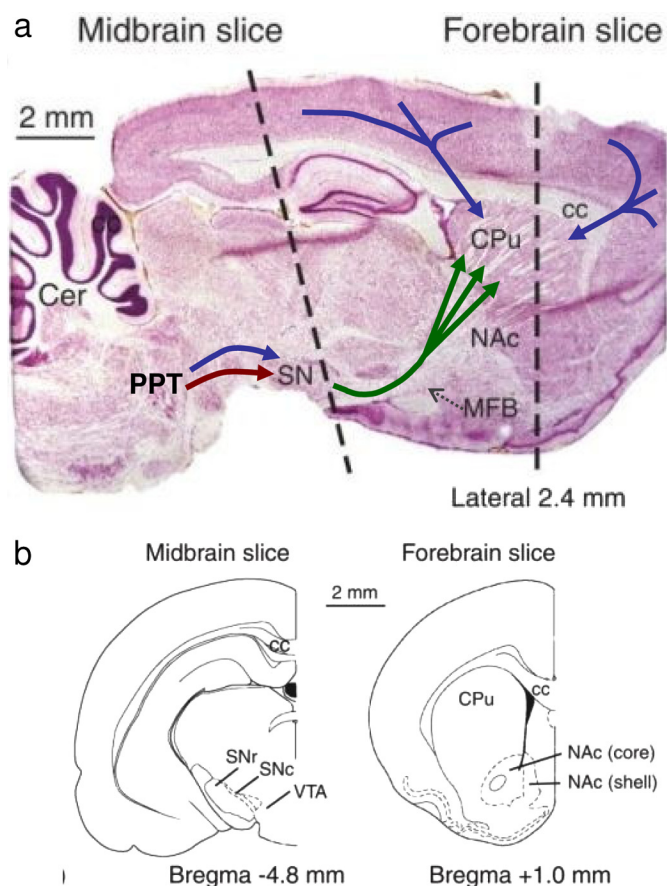 a
Midbrain slice
Forebrain slice
2 mm
cc
CPu
Cer
NAc
PPT
SN
MFB
Lateral 2.4 mm
b
Midbrain slice
Forebrain slice
2 mm
cc
cc
CPu
SNr
SNc
VTA
NAc (core)
NAc (shell)
)
Bregma -4.8 mm
Bregma +1.0 mm